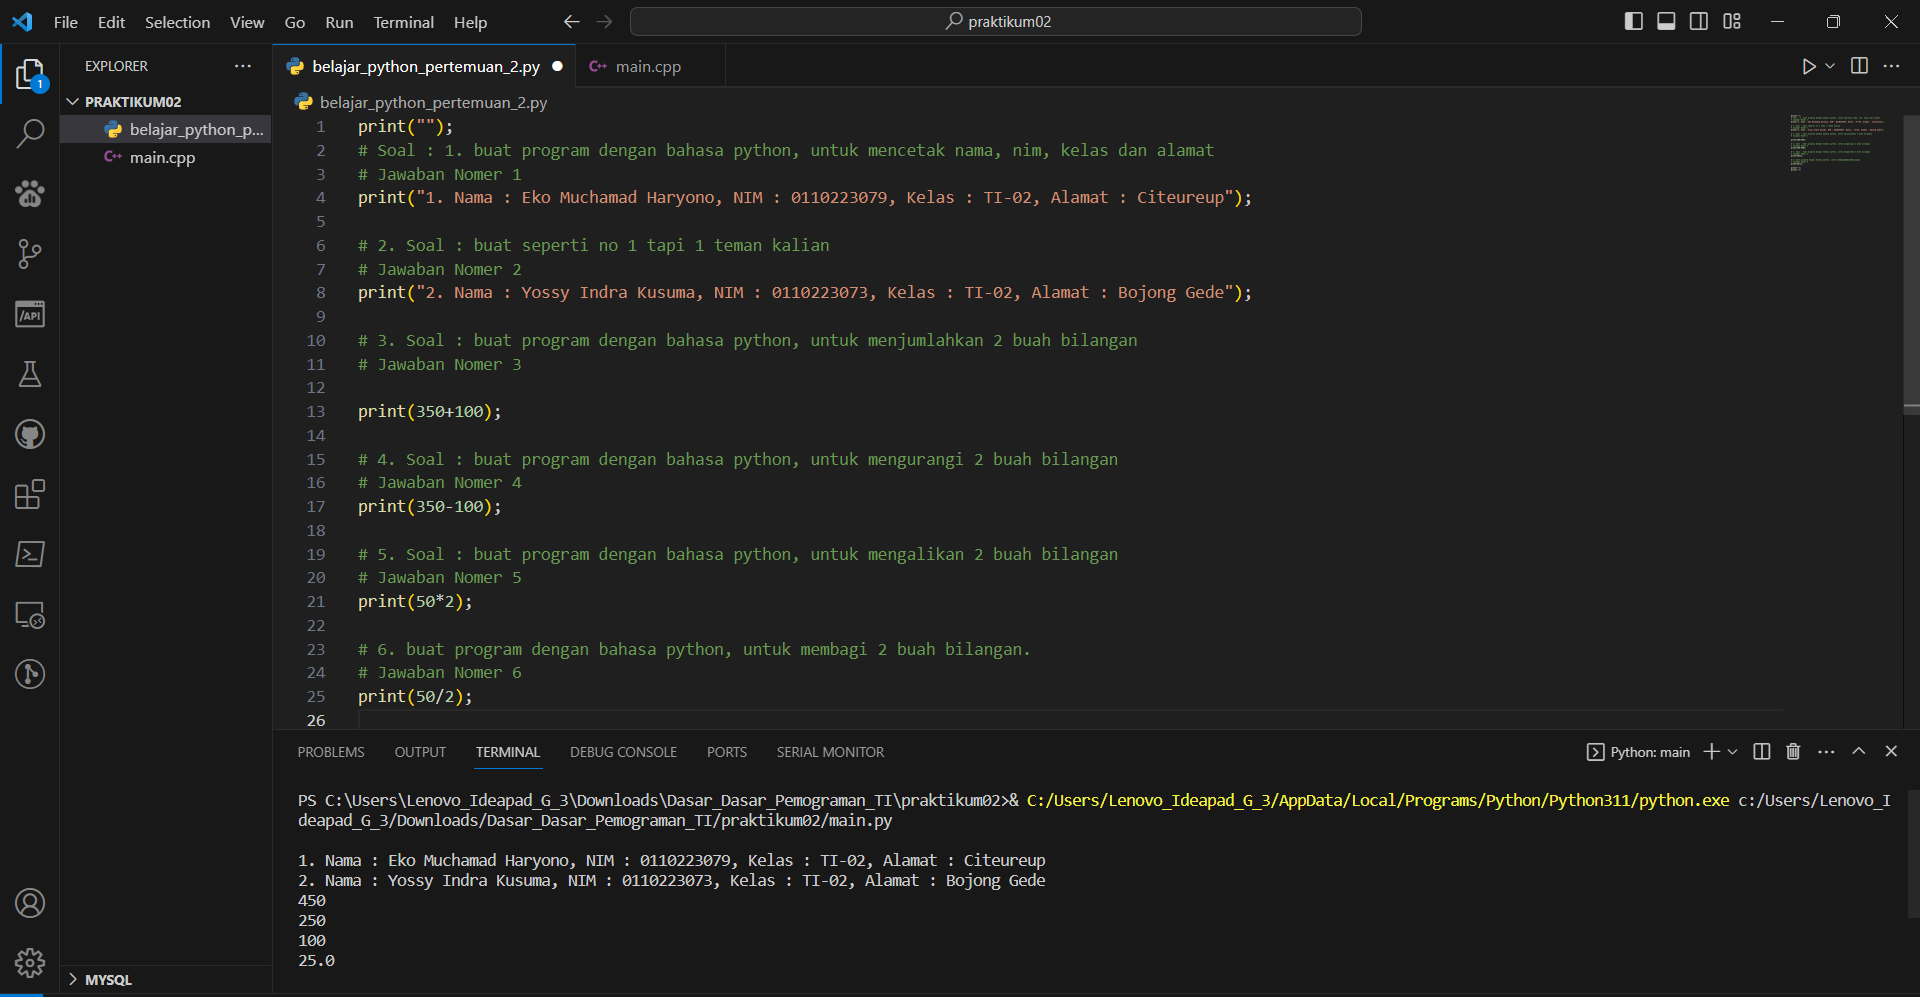 File Edit Selection View Go Run Terminal Help praktikum02
EXPLORER
1
PRAKTIKUM02
belajar_python_p...
main.cpp
MYSQL
belajar_python_pertemuan_2.py
main.cpp
belajar_python_pertemuan_2.py
1 print("");
2 # Soal : 1. buat program dengan bahasa python, untuk mencetak nama, nim, kelas dan alamat
3 # Jawaban Nomer 1
4 print("1. Nama : Eko Muchamad Haryono, NIM : 0110223079, Kelas : TI-02, Alamat : Citeureup");
5
6 # 2. Soal : buat seperti no 1 tapi 1 teman kalian
7 # Jawaban Nomer 2
8 print("2. Nama : Yossy Indra Kusuma, NIM : 0110223073, Kelas : TI-02, Alamat : Bojong Gede");
9
10 # 3. Soal : buat program dengan bahasa python, untuk menjumlahkan 2 buah bilangan
11 # Jawaban Nomer 3
12
13 print(350+100);
14
15 # 4. Soal : buat program dengan bahasa python, untuk mengurangi 2 buah bilangan
16 # Jawaban Nomer 4
17 print(350-100);
18
19 # 5. Soal : buat program dengan bahasa python, untuk mengalikan 2 buah bilangan
20 # Jawaban Nomer 5
21 print(50*2);
22
23 # 6. buat program dengan bahasa python, untuk membagi 2 buah bilangan.
24 # Jawaban Nomer 6
25 print(50/2);
26
PROBLEMS OUTPUT TERMINAL DEBUG CONSOLE PORTS SERIAL MONITOR Python: main
PS C:\Users\Lenovo_Ideapad_G_3\Downloads\Dasar_Dasar_Pemograman_TI\praktikum02>& C:/Users/Lenovo_Ideapad_G_3/AppData/Local/Programs/Python/Python311/python.exe c:/Users/Lenovo_I
deapad_G_3/Downloads/Dasar_Dasar_Pemograman_TI/praktikum02/main.py
1. Nama : Eko Muchamad Haryono, NIM : 0110223079, Kelas : TI-02, Alamat : Citeureup
2. Nama : Yossy Indra Kusuma, NIM : 0110223073, Kelas : TI-02, Alamat : Bojong Gede
450
250
100
25.0
/API